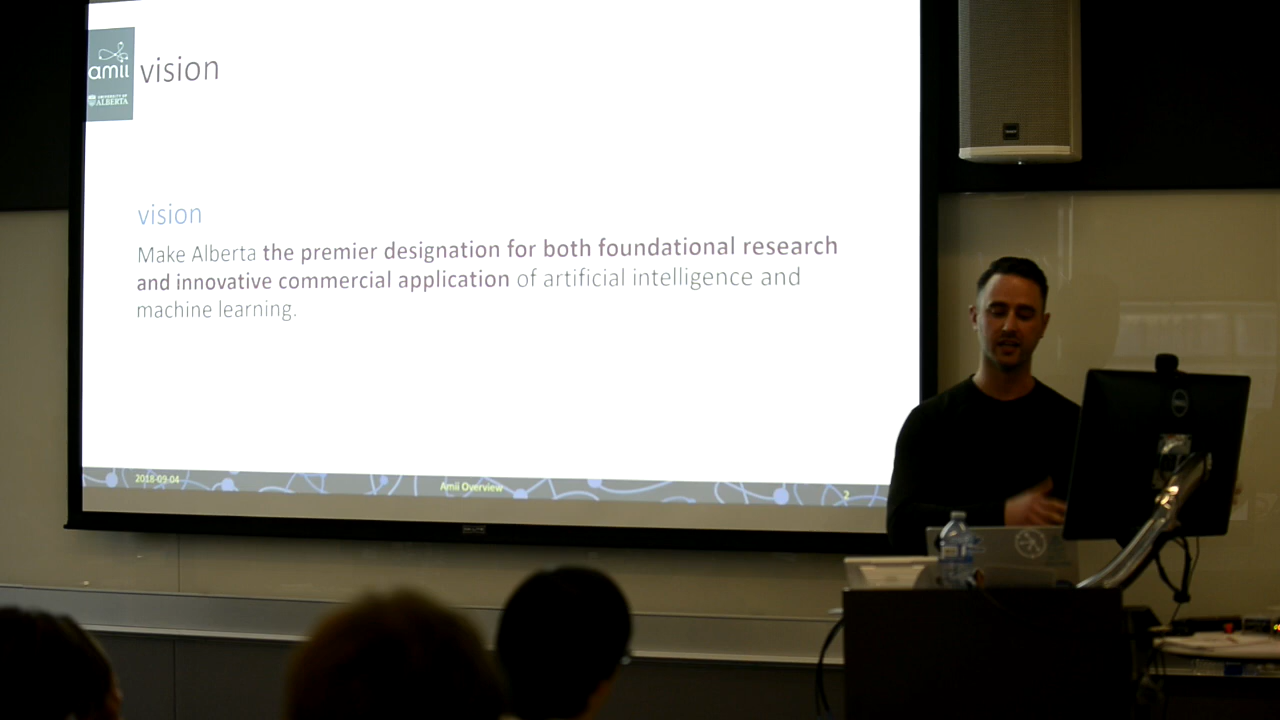 amii
UNIVERSITY OF
ALBERTA
vision
vision
Make Alberta the premier designation for both foundational research
and innovative commercial application of artificial intelligence and
machine learning.
2018-09-04
Amii Overview
2
DELL